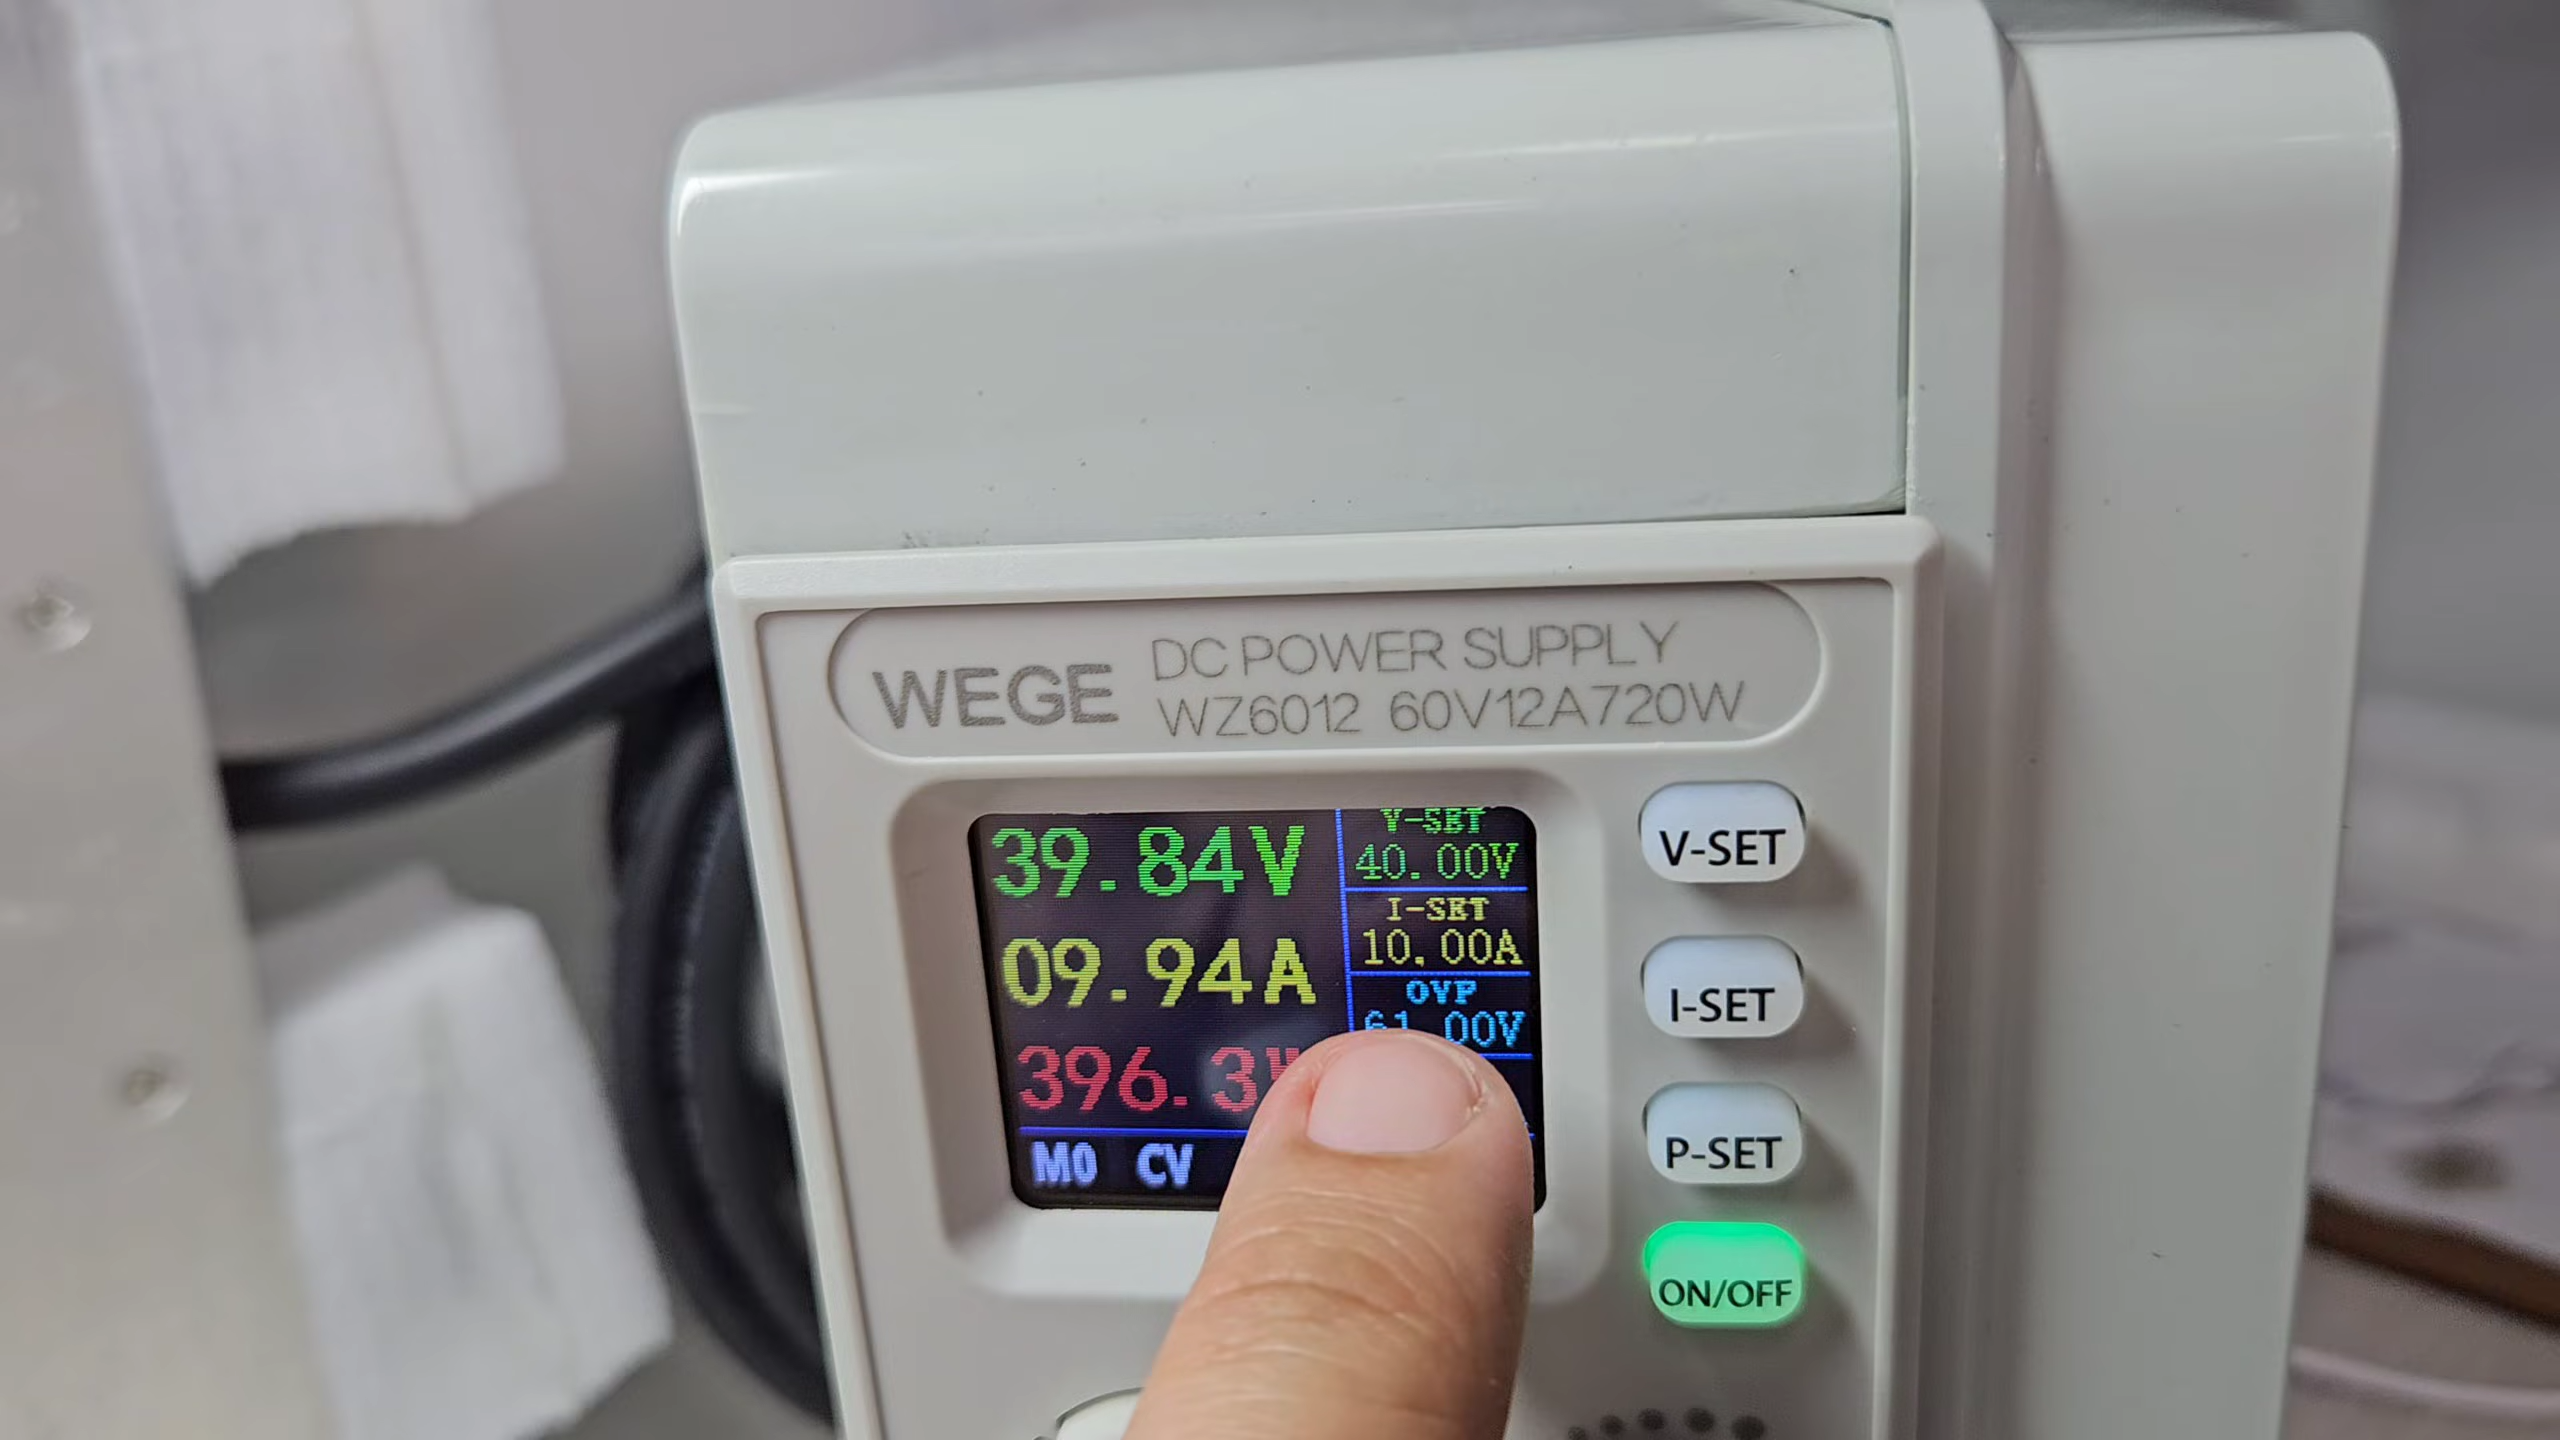 WEGE
DC POWER SUPPLY
WZ6012 60V12A720W
39.84V
09.94A
396.3W
M0 CV
V-SET
40.00V
I-SET
10.00A
OVP
61.00V
V-SET
I-SET
P-SET
ON/OFF